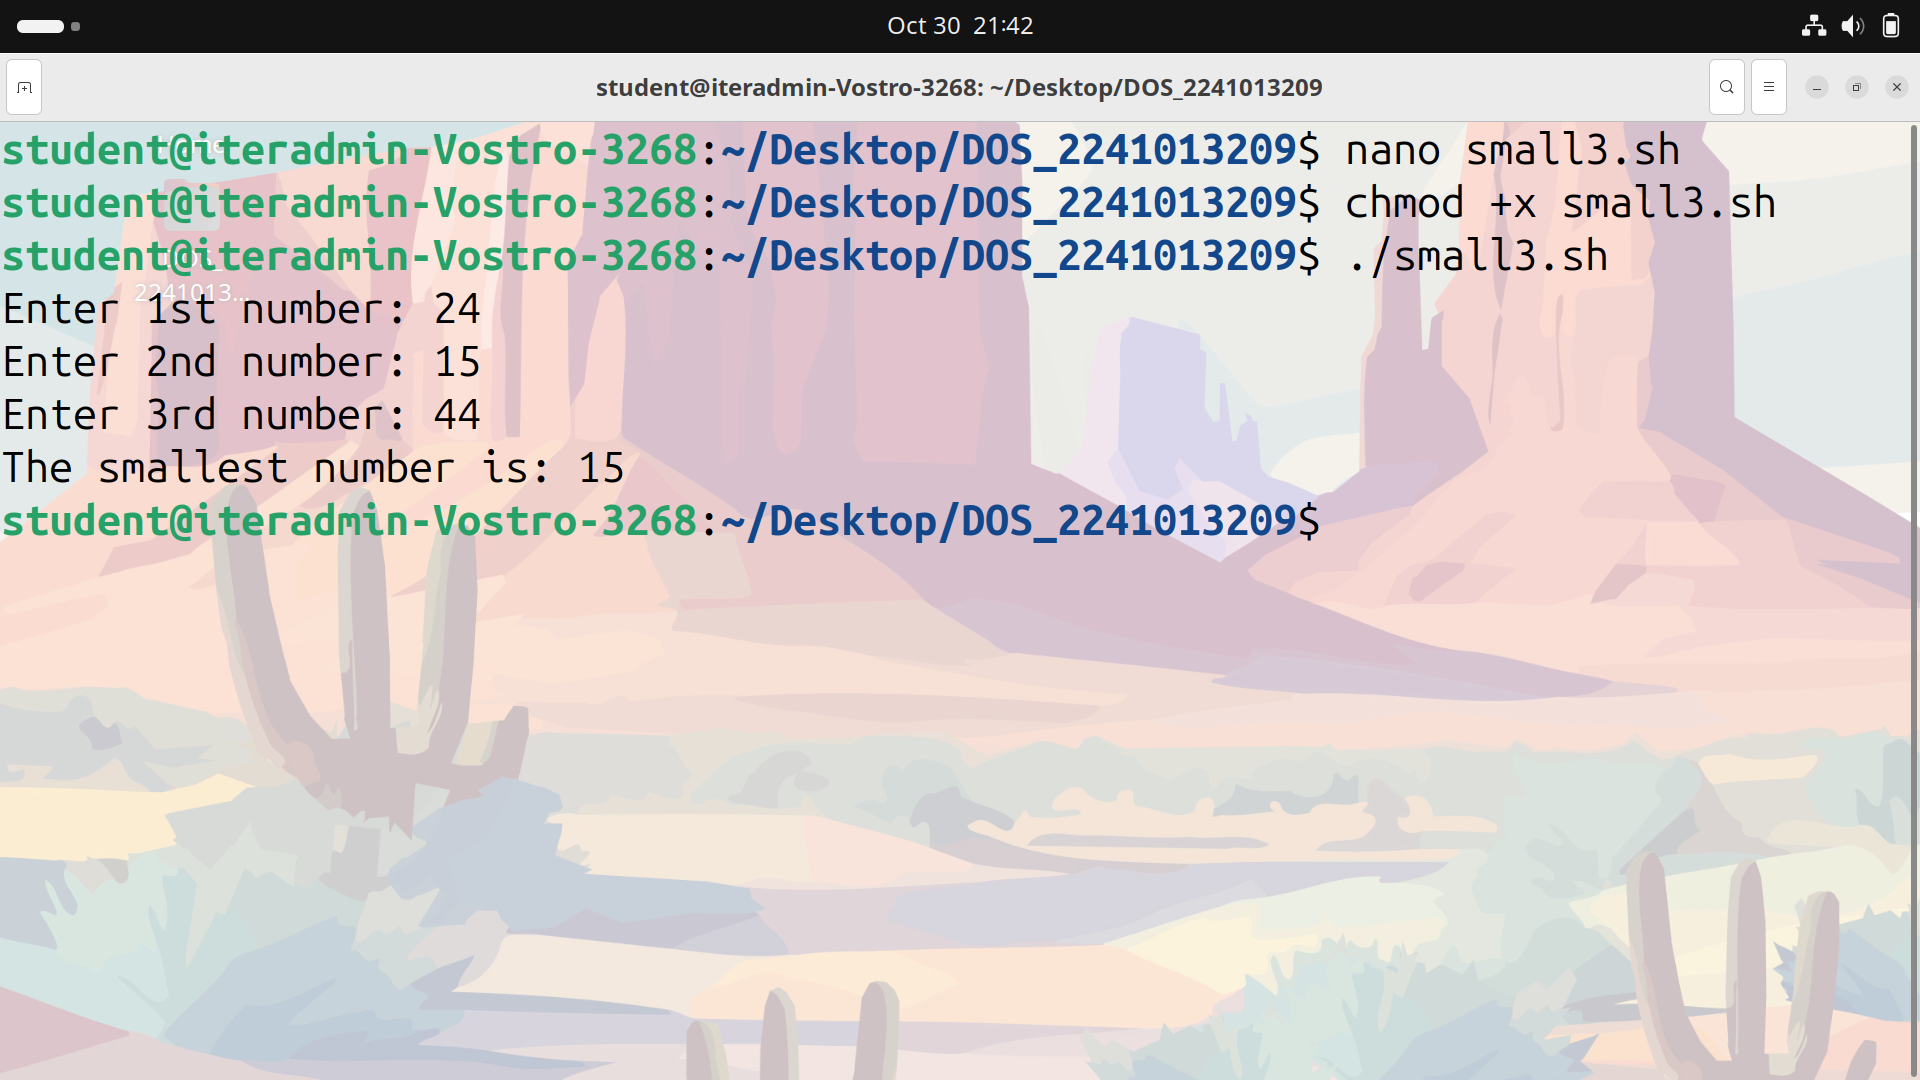 Oct 30 21:42
student@iteradmin-Vostro-3268: ~/Desktop/DOS_2241013209
student@iteradmin-Vostro-3268:~/Desktop/DOS_2241013209$ nano small3.sh
student@iteradmin-Vostro-3268:~/Desktop/DOS_2241013209$ chmod +x small3.sh
student@iteradmin-Vostro-3268:~/Desktop/DOS_2241013209$ ./small3.sh
2241013...
Enter 1st number: 24
Enter 2nd number: 15
Enter 3rd number: 44
The smallest number is: 15
student@iteradmin-Vostro-3268:~/Desktop/DOS_2241013209$